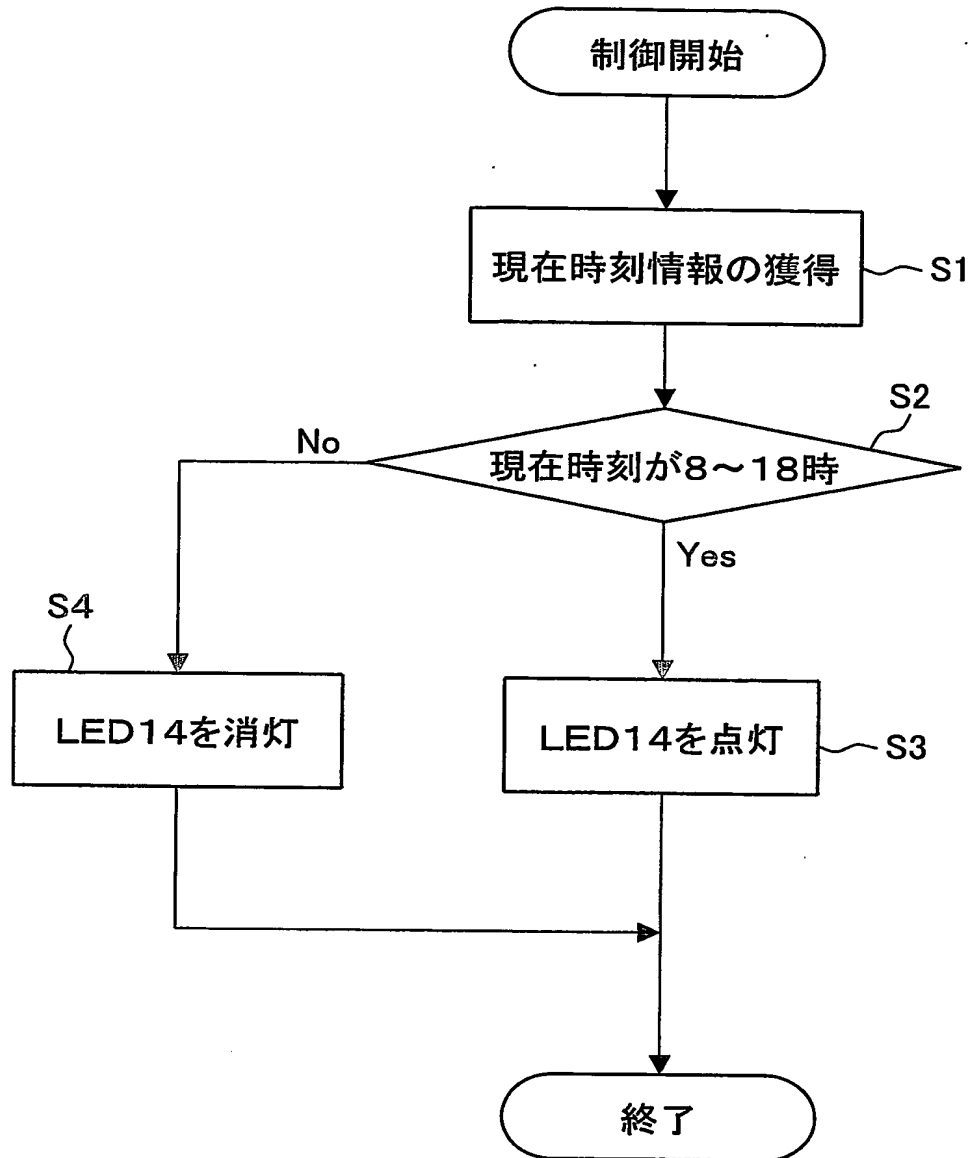 制御開始
現在時刻情報の獲得
S1
S2
現在時刻が8～18時
No
Yes
S4
LED14を消灯
LED14を点灯
S3
終了